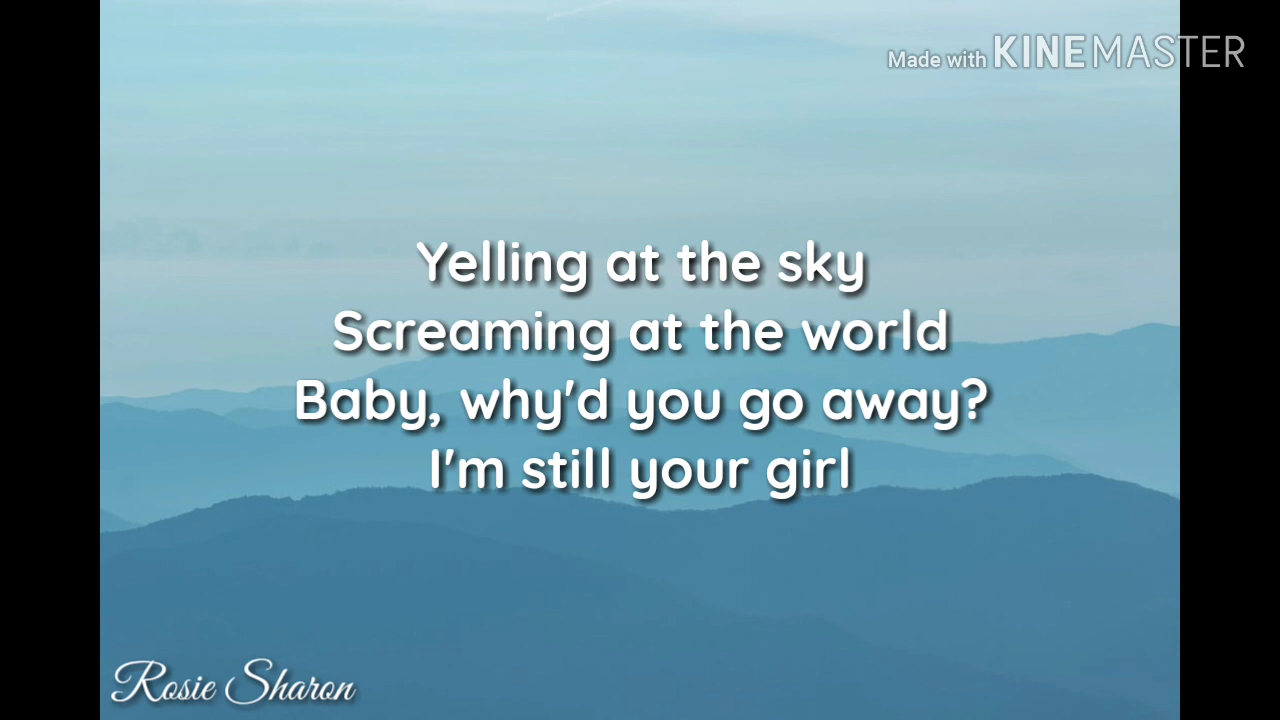 Made with KINEMASTER
Yelling at the sky
Screaming at the world
Baby, why'd you go away?
I'm still your girl
Rosie Sharon